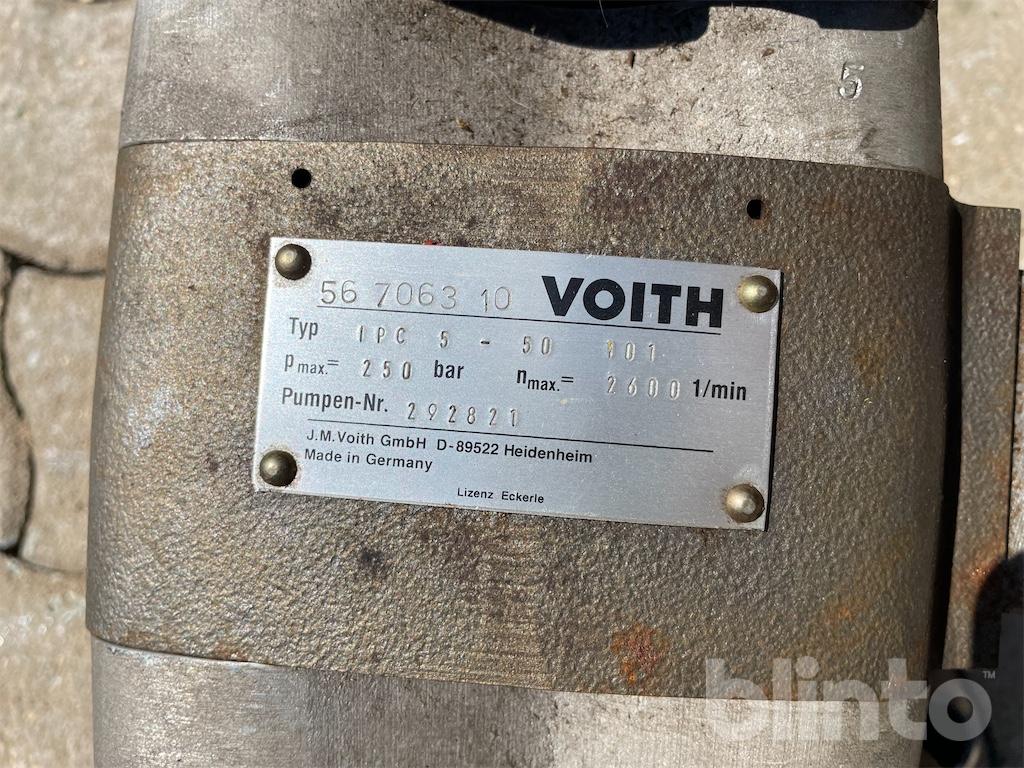 5
56 7063 10 VOITH
Typ IPC 5 - 50 101
pmax.= 250 bar nmax.= 2600 1/min
Pumpen-Nr. 292821
J.M. Voith GmbH D-89522 Heidenheim
Made in Germany
Lizenz Eckerle
blinto™